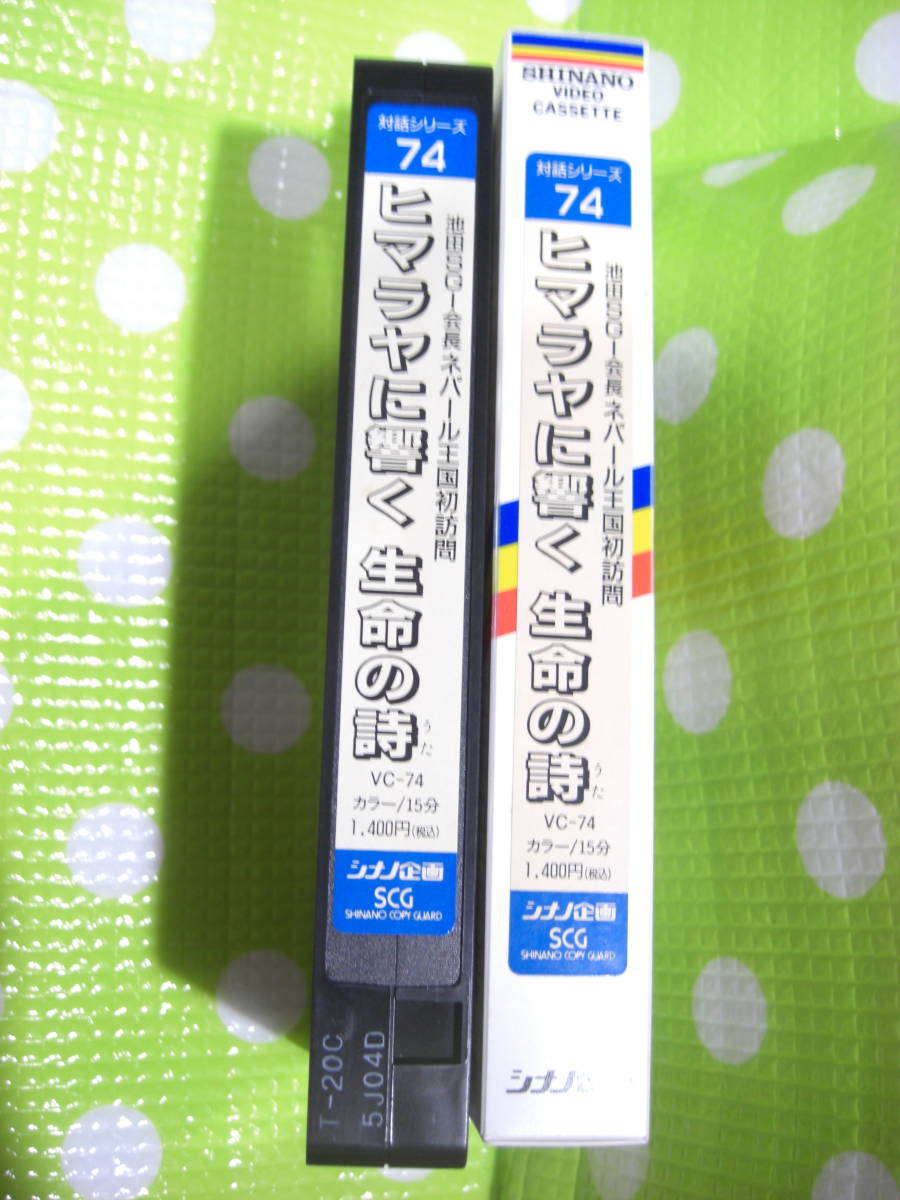 対話シリーズ
74
池田SGI会長ネパール王国初訪問
ヒマラヤに響く 生命の詩
うた
VC-74
カラー/15分
1,400円(税込)
シナノ企画
SCG
SHINANO COPY GUARD
T-20C
5J04D
SHINANO
VIDEO
CASSETTE
対話シリーズ
74
池田SGI会長ネパール王国初訪問
ヒマラヤに響く 生命の詩
うた
VC-74
カラー/15分
1,400円(税込)
シナノ企画
SCG
SHINANO COPY GUARD
シナノ